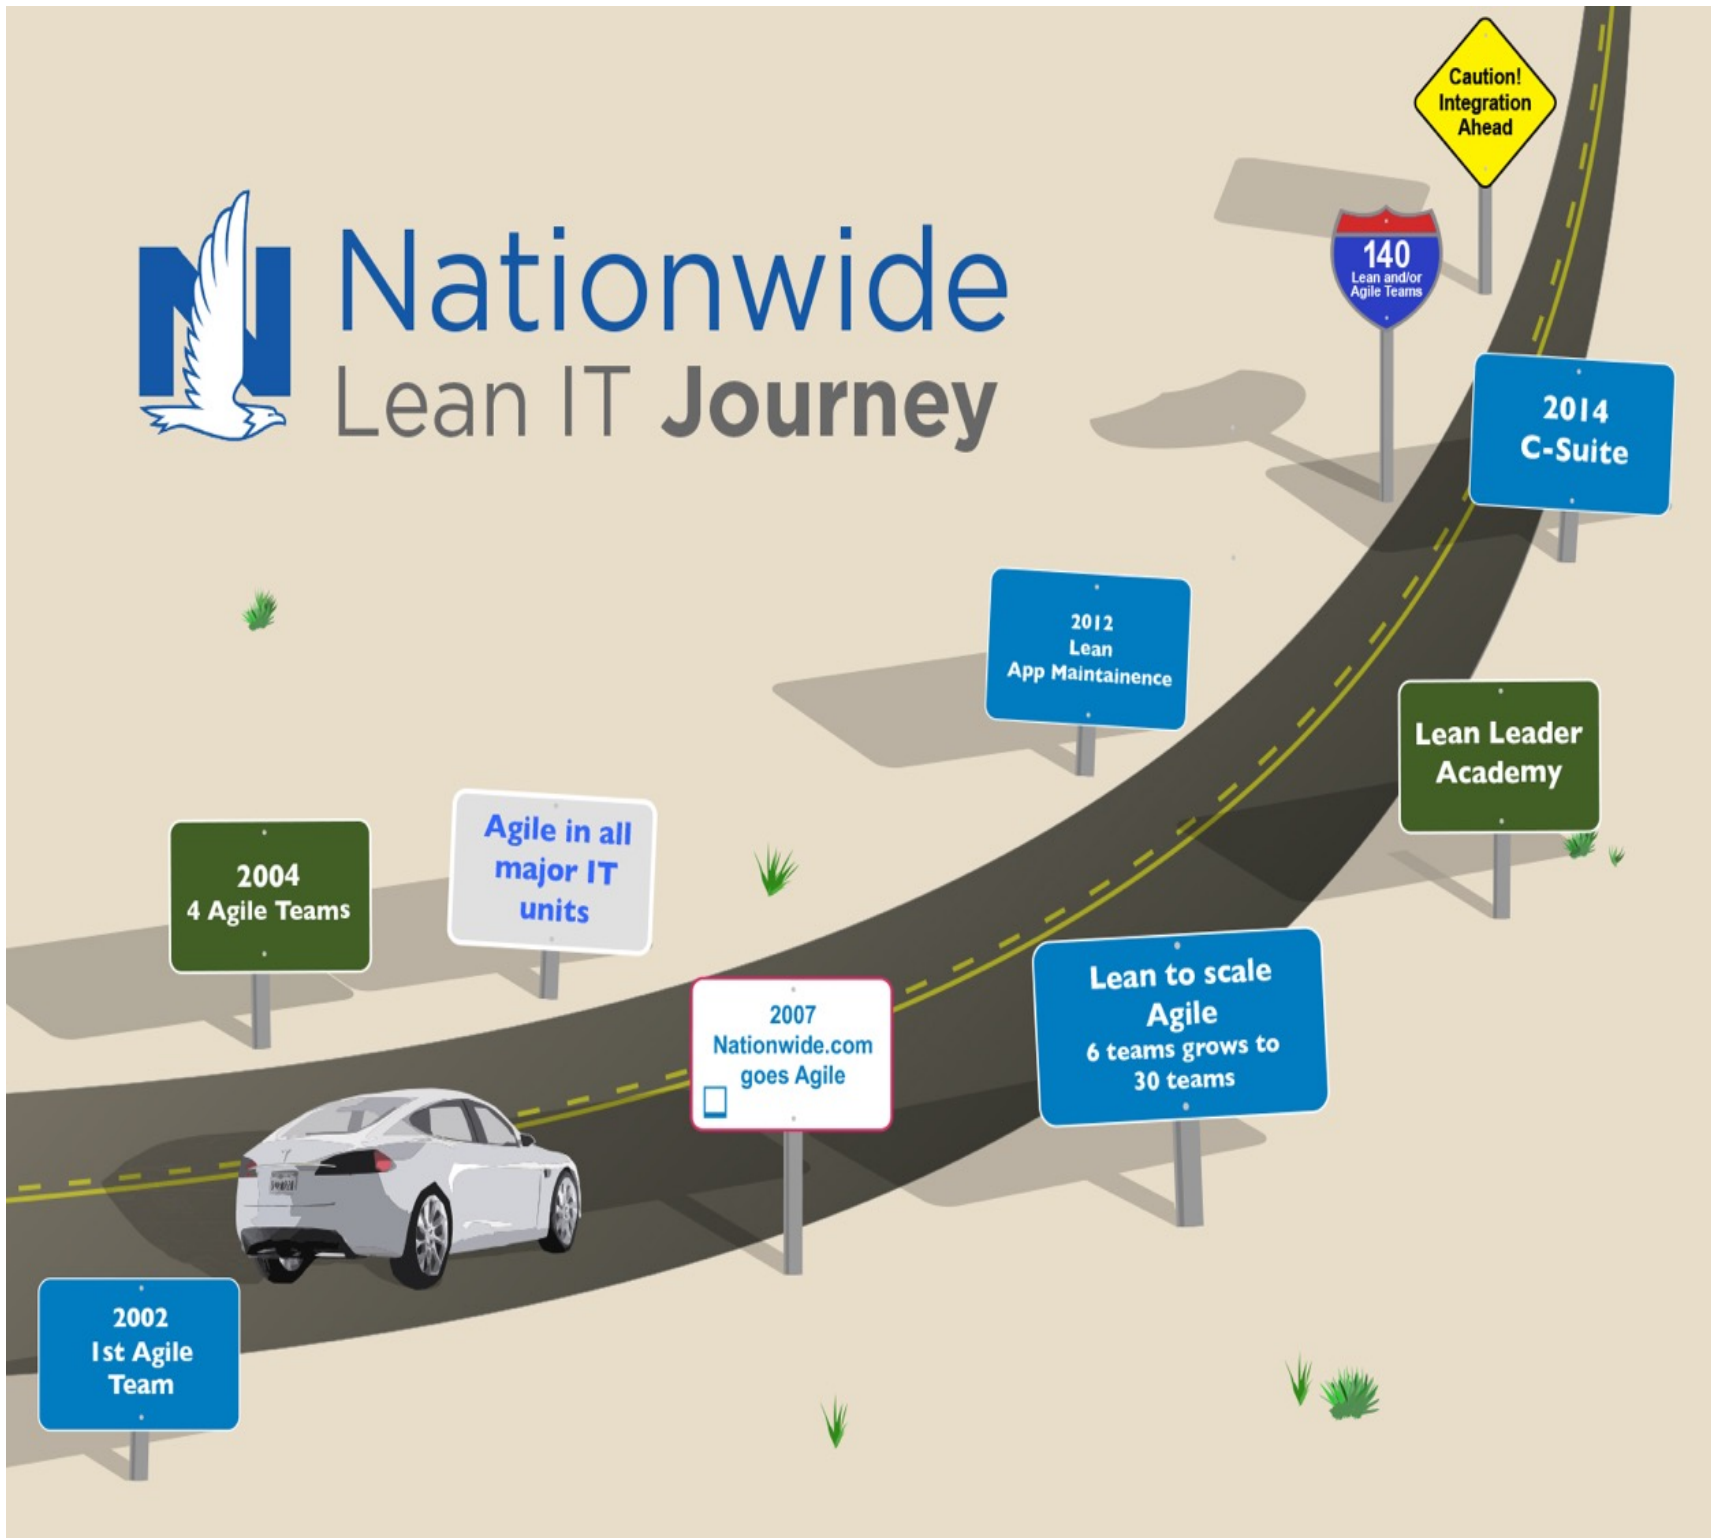 Nationwide
Lean IT Journey
Caution!
Integration
Ahead
140
Lean and/or
Agile Teams
2014
C-Suite
2012
Lean
App Maintainence
Lean Leader
Academy
2004
4 Agile Teams
Agile in all
major IT
units
2007
Nationwide.com
goes Agile
Lean to scale
Agile
6 teams grows to
30 teams
2002
1st Agile
Team